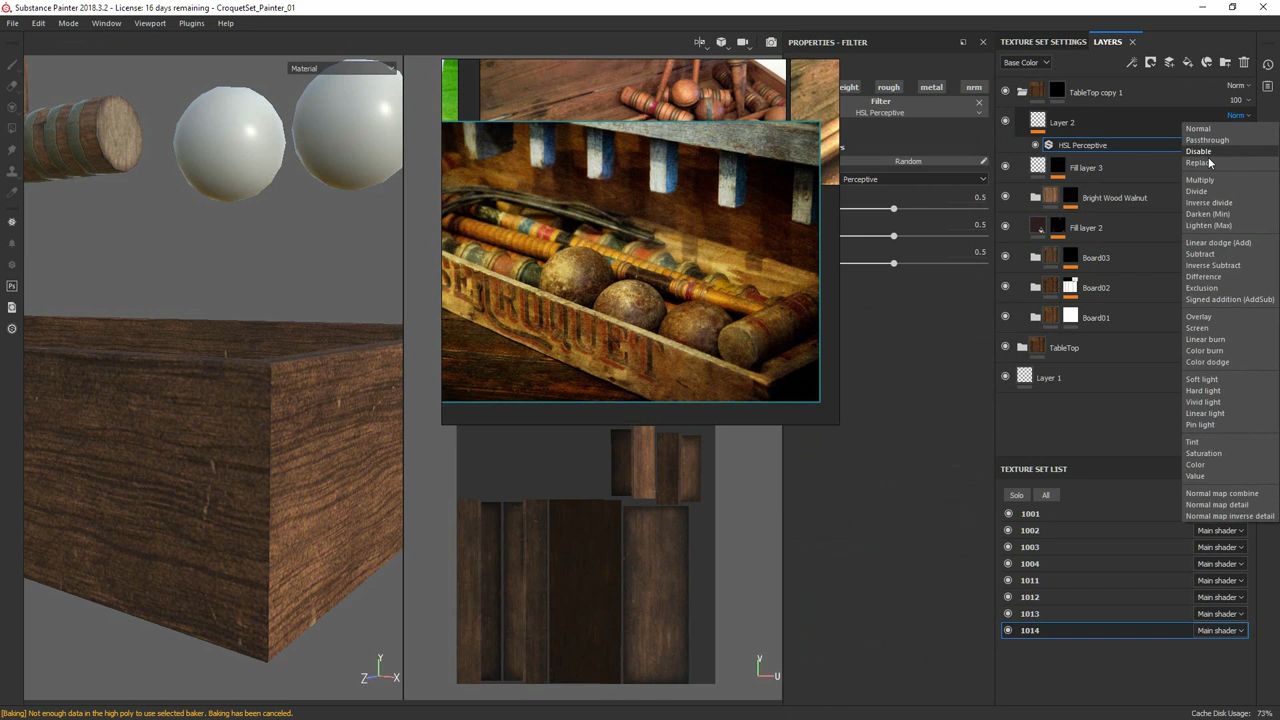 Substance Painter 2018.3.2 - License: 16 days remaining - CroquetSet_Painter_01
File Edit Mode Window Viewport Plugins Help
Material
PROPERTIES - FILTER
TEXTURE SET SETTINGS LAYERS
Base Color
eight rough metal nrm
Filter
HSL Perceptive
Random
Perceptive
0.5
0.5
0.5
TableTop copy 1 Norm
100
Layer 2 Norm
HSL Perceptive
Fill layer 3
Bright Wood Walnut
Fill layer 2
Board03
Board02
Board01
TableTop
Layer 1
Normal
Passthrough
Disable
Replac
Multiply
Divide
Inverse divide
Darken (Min)
Lighten (Max)
Linear dodge (Add)
Subtract
Inverse Subtract
Difference
Exclusion
Signed addition (AddSub)
Overlay
Screen
Linear burn
Color burn
Color dodge
Soft light
Hard light
Vivid light
Linear light
Pin light
Tint
Saturation
Color
Value
Normal map combine
Normal map detail
Normal map inverse detail
TEXTURE SET LIST
Solo All
1001
1002 Main shader
1003 Main shader
1004 Main shader
1011 Main shader
1012 Main shader
1013 Main shader
1014 Main shader
CROQUET
Ps
Y
Z X
V
U
[Baking] Not enough data in the high poly to use selected baker. Baking has been canceled.
Cache Disk Usage: 73%